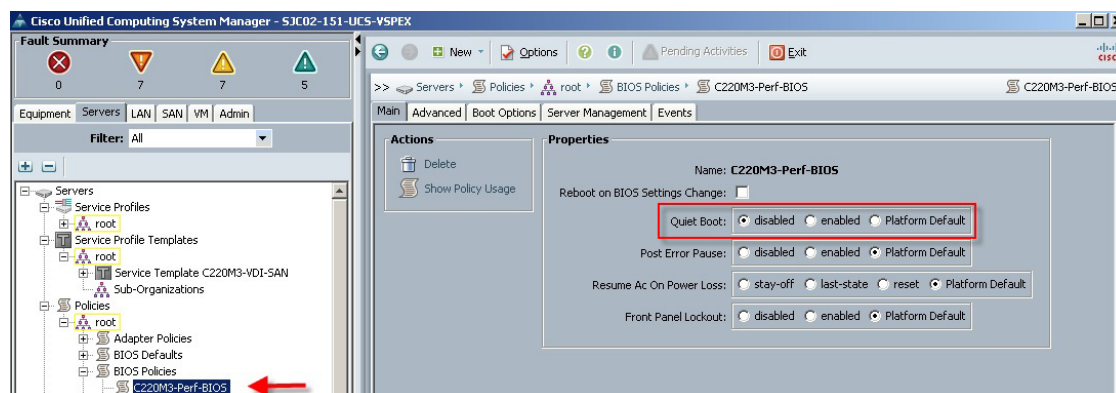 Cisco Unified Computing System Manager - SJC02-151-UCS-VSPEX
Fault Summary
0 7 7 5
New Options Pending Activities Exit
>> Servers Policies root BIOS Policies C220M3-Perf-BIOS C220M3-Perf-BIOS
Equipment Servers LAN SAN VM Admin
Filter: All
Servers
Service Profiles
root
Service Profile Templates
root
Service Template C220M3-VDI-SAN
Sub-Organizations
Policies
root
Adapter Policies
BIOS Defaults
BIOS Policies
C220M3-Perf-BIOS
Main Advanced Boot Options Server Management Events
Actions
Delete
Show Policy Usage
Properties
Name: C220M3-Perf-BIOS
Reboot on BIOS Settings Change:
Quiet Boot: disabled enabled Platform Default
Post Error Pause: disabled enabled Platform Default
Resume Ac On Power Loss: stay-off last-state reset Platform Default
Front Panel Lockout: disabled enabled Platform Default